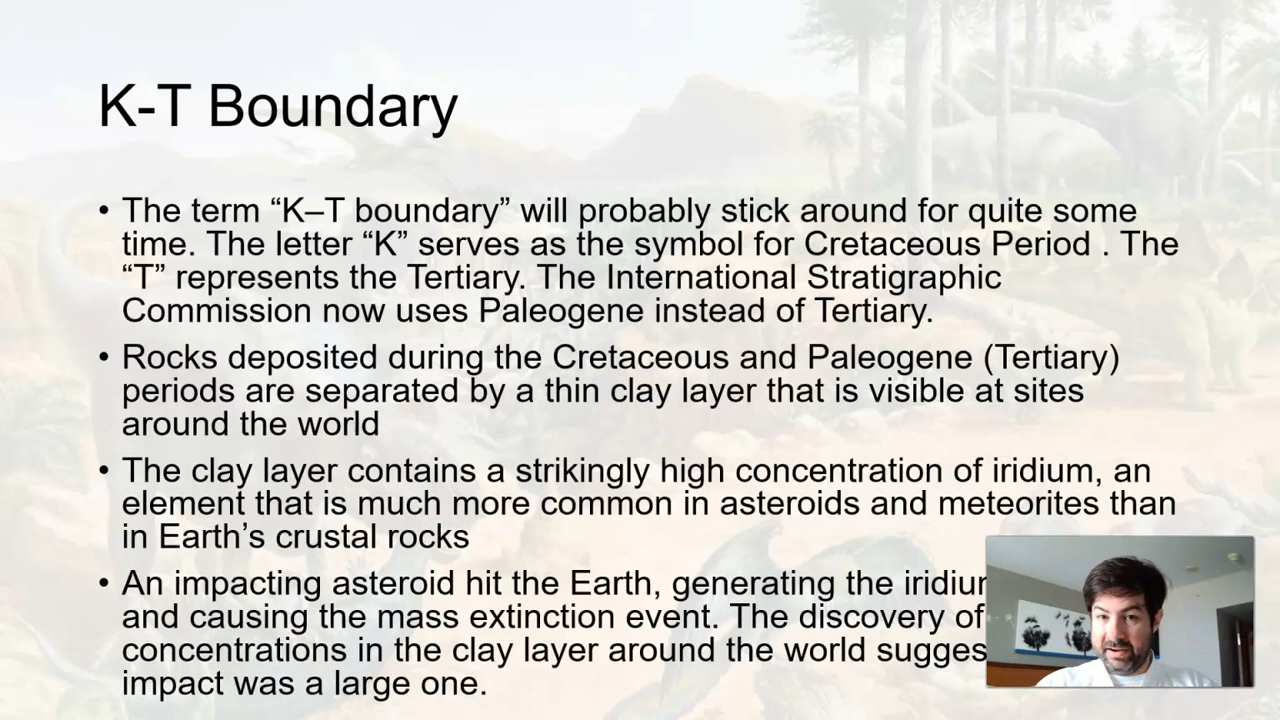 K-T Boundary
• The term “K–T boundary” will probably stick around for quite some
time. The letter “K” serves as the symbol for Cretaceous Period . The
“T” represents the Tertiary. The International Stratigraphic
Commission now uses Paleogene instead of Tertiary.
• Rocks deposited during the Cretaceous and Paleogene (Tertiary)
periods are separated by a thin clay layer that is visible at sites
around the world
• The clay layer contains a strikingly high concentration of iridium, an
element that is much more common in asteroids and meteorites than
in Earth’s crustal rocks
• An impacting asteroid hit the Earth, generating the
and causing the mass extinction event. The discovery of
concentrations in the clay layer around the world
impact was a large one.